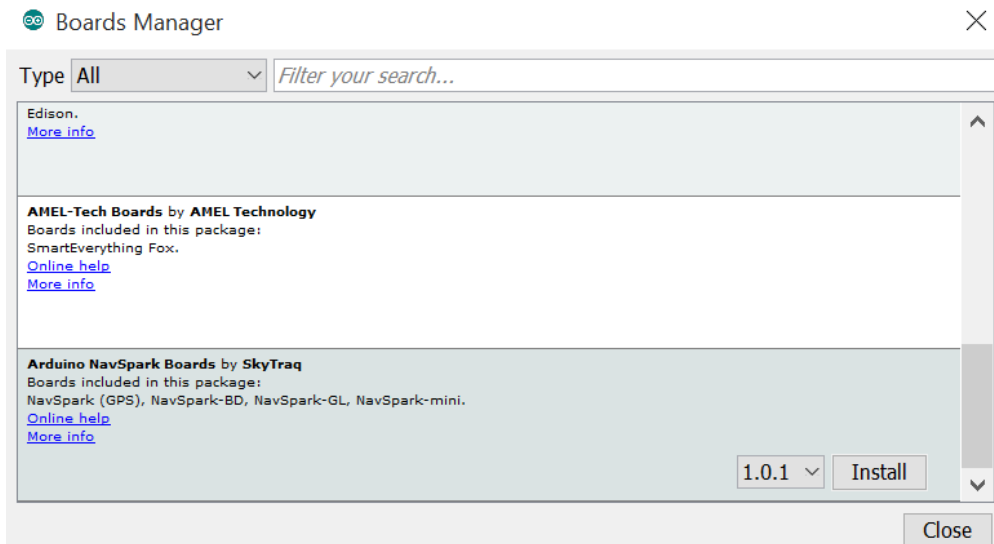 Boards Manager
Type All Filter your search...
Edison.
More info
AMEL-Tech Boards by AMEL Technology
Boards included in this package:
SmartEverything Fox.
Online help
More info
Arduino NavSpark Boards by SkyTraq
Boards included in this package:
NavSpark (GPS), NavSpark-BD, NavSpark-GL, NavSpark-mini.
Online help
More info
1.0.1 Install
Close